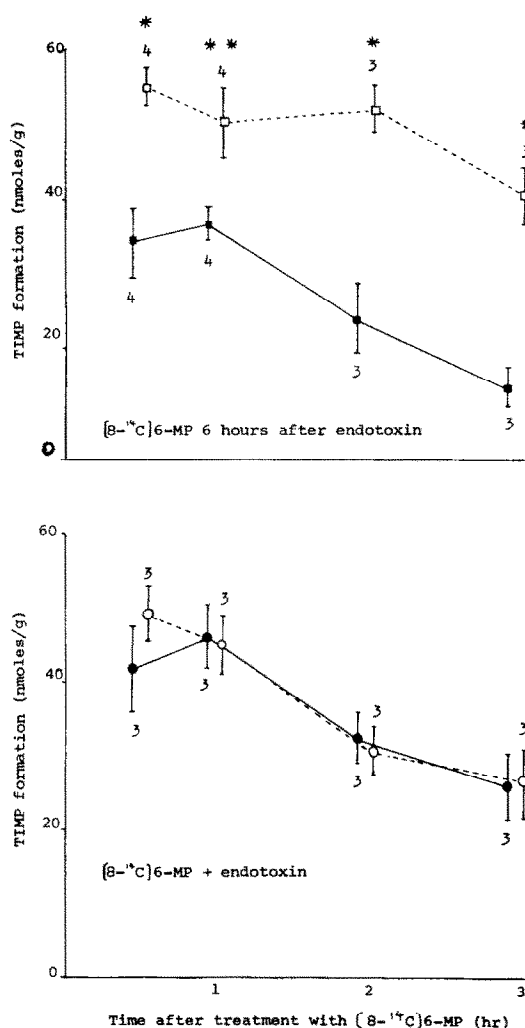 * * * *
4 4 3 *
60
3
40
4
4
20
3
3
[8-¹⁴C]6-MP 6 hours after endotoxin
0
TIMP formation (nmoles/g)
60
3
3
40
3
3
3
20
3
3
3
[8-¹⁴C]6-MP + endotoxin
0
TIMP formation (nmoles/g)
1 2 3
Time after treatment with [8-¹⁴C]6-MP (hr)